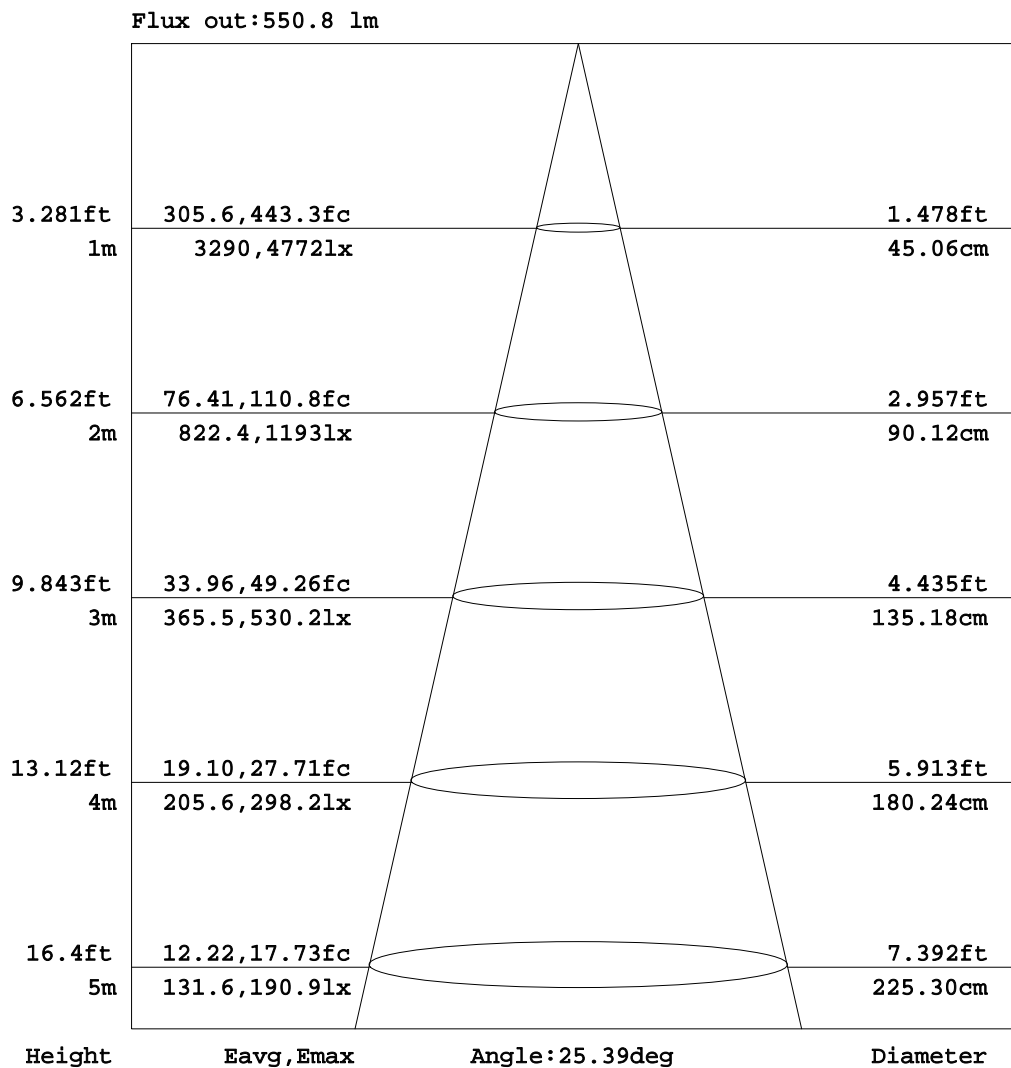 Flux out:550.8 lm
3.281ft 305.6,443.3fc 1.478ft
1m 3290,4772lx 45.06cm
6.562ft 76.41,110.8fc 2.957ft
2m 822.4,1193lx 90.12cm
9.843ft 33.96,49.26fc 4.435ft
3m 365.5,530.2lx 135.18cm
13.12ft 19.10,27.71fc 5.913ft
4m 205.6,298.2lx 180.24cm
16.4ft 12.22,17.73fc 7.392ft
5m 131.6,190.9lx 225.30cm
Height Eavg,Emax Angle:25.39deg Diameter